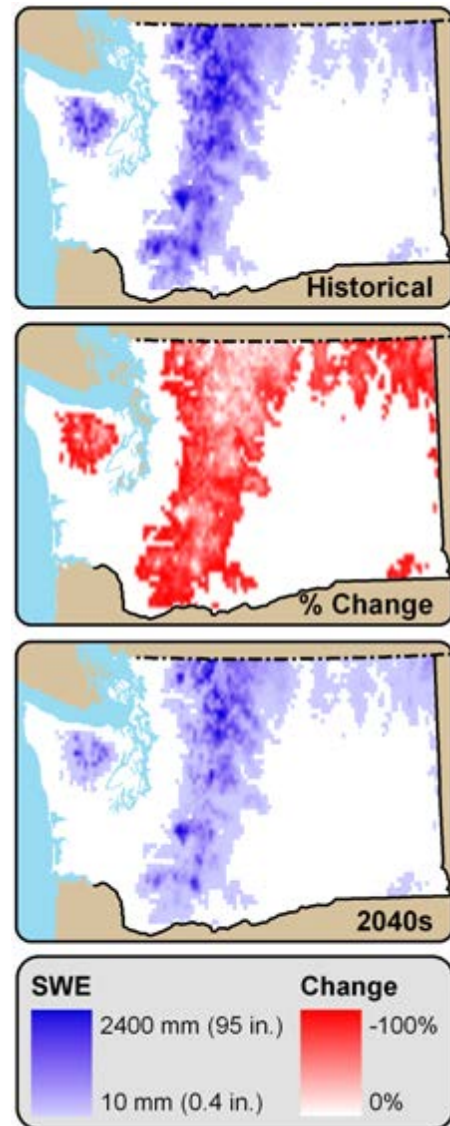 Historical
% Change
2040s
SWE
2400 mm (95 in.)
10 mm (0.4 in.)
Change
-100%
0%